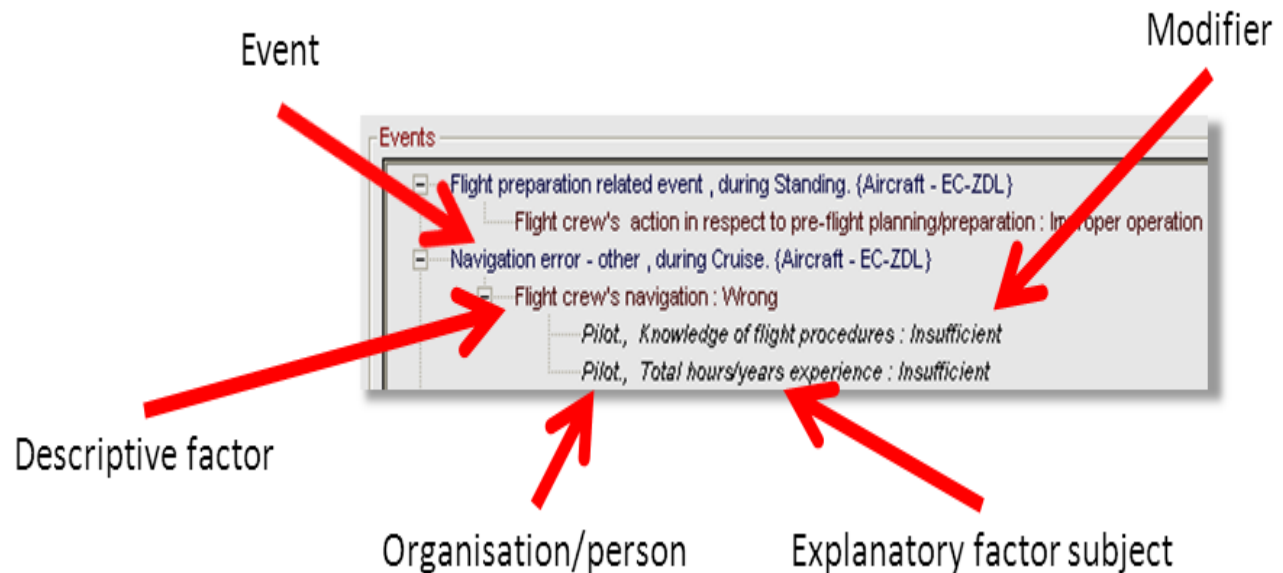 Modifier
Event
Events
Flight preparation related event , during Standing. {Aircraft - EC-ZDL}
Flight crew's action in respect to pre-flight planning/preparation : Improper operation
Navigation error - other , during Cruise. {Aircraft - EC-ZDL}
Flight crew's navigation : Wrong
Pilot., Knowledge of flight procedures : Insufficient
Pilot., Total hours/years experience : Insufficient
Descriptive factor
Organisation/person
Explanatory factor subject